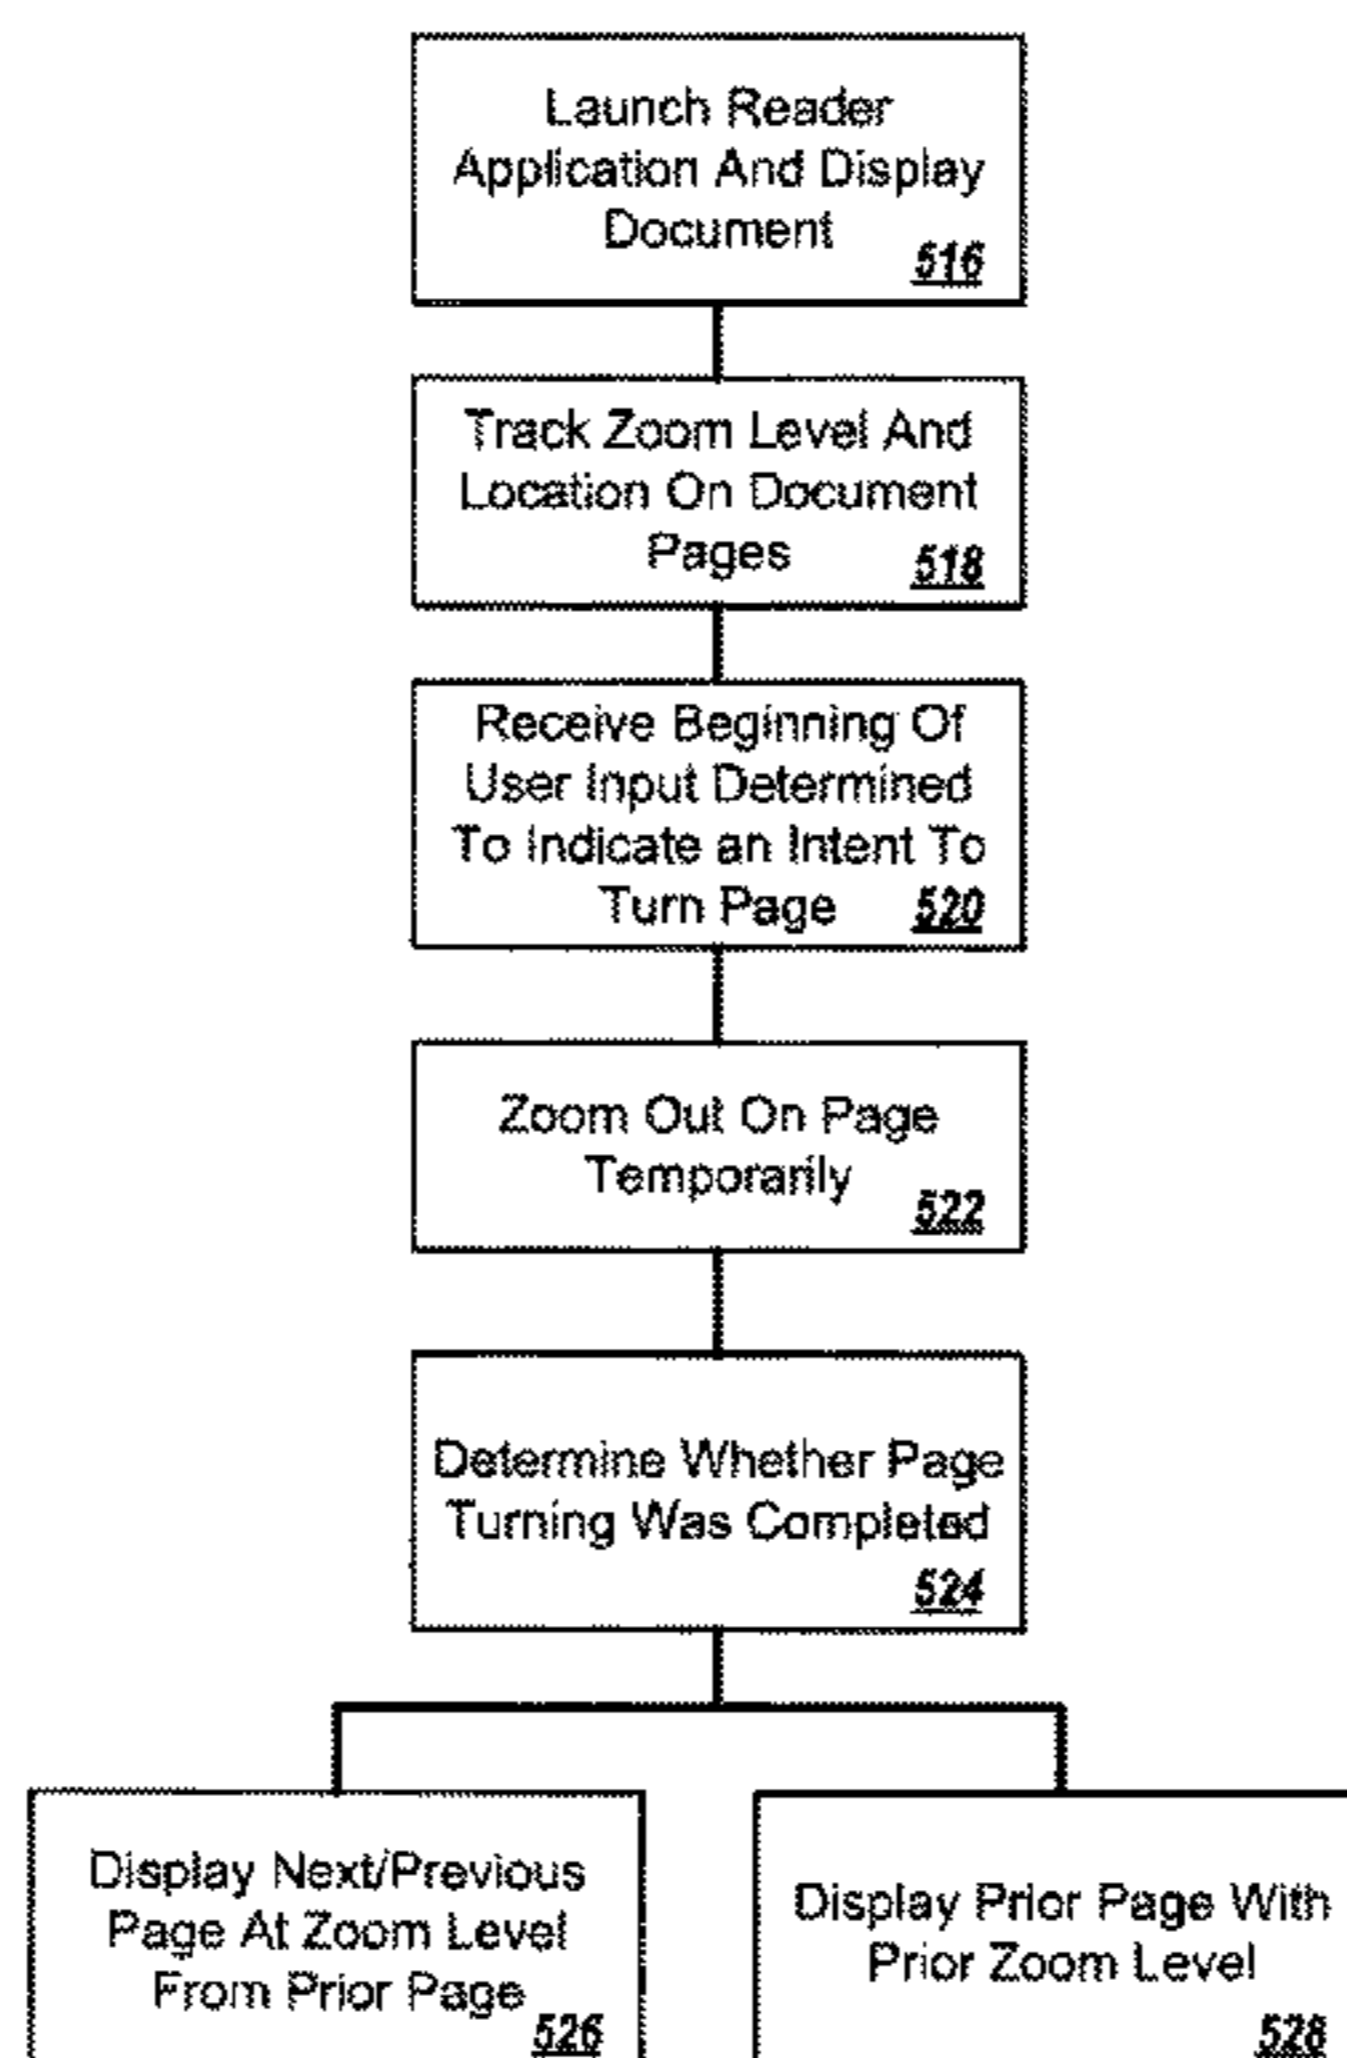 Launch Reader
Application And Display
Document
516
Track Zoom Level And
Location On Document
Pages
518
Receive Beginning Of
User Input Determined
To Indicate an Intent To
Turn Page
520
Zoom Out On Page
Temporarily
522
Determine Whether Page
Turning Was Completed
524
Display Next/Previous
Page At Zoom Level
From Prior Page
526
Display Prior Page With
Prior Zoom Level
528